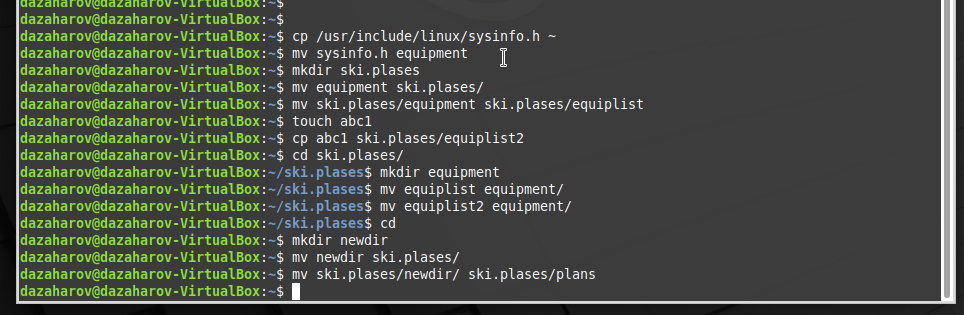 dazaharov@dazaharov-VirtualBox:~$
dazaharov@dazaharov-VirtualBox:~$
dazaharov@dazaharov-VirtualBox:~$ cp /usr/include/linux/sysinfo.h ~
dazaharov@dazaharov-VirtualBox:~$ mv sysinfo.h equipment
dazaharov@dazaharov-VirtualBox:~$ mkdir ski.plases
dazaharov@dazaharov-VirtualBox:~$ mv equipment ski.plases/
dazaharov@dazaharov-VirtualBox:~$ mv ski.plases/equipment ski.plases/equiplist
dazaharov@dazaharov-VirtualBox:~$ touch abc1
dazaharov@dazaharov-VirtualBox:~$ cp abc1 ski.plases/equiplist2
dazaharov@dazaharov-VirtualBox:~$ cd ski.plases/
dazaharov@dazaharov-VirtualBox:~/ski.plases$ mkdir equipment
dazaharov@dazaharov-VirtualBox:~/ski.plases$ mv equiplist equipment/
dazaharov@dazaharov-VirtualBox:~/ski.plases$ mv equiplist2 equipment/
dazaharov@dazaharov-VirtualBox:~/ski.plases$ cd
dazaharov@dazaharov-VirtualBox:~$ mkdir newdir
dazaharov@dazaharov-VirtualBox:~$ mv newdir ski.plases/
dazaharov@dazaharov-VirtualBox:~$ mv ski.plases/newdir/ ski.plases/plans
dazaharov@dazaharov-VirtualBox:~$